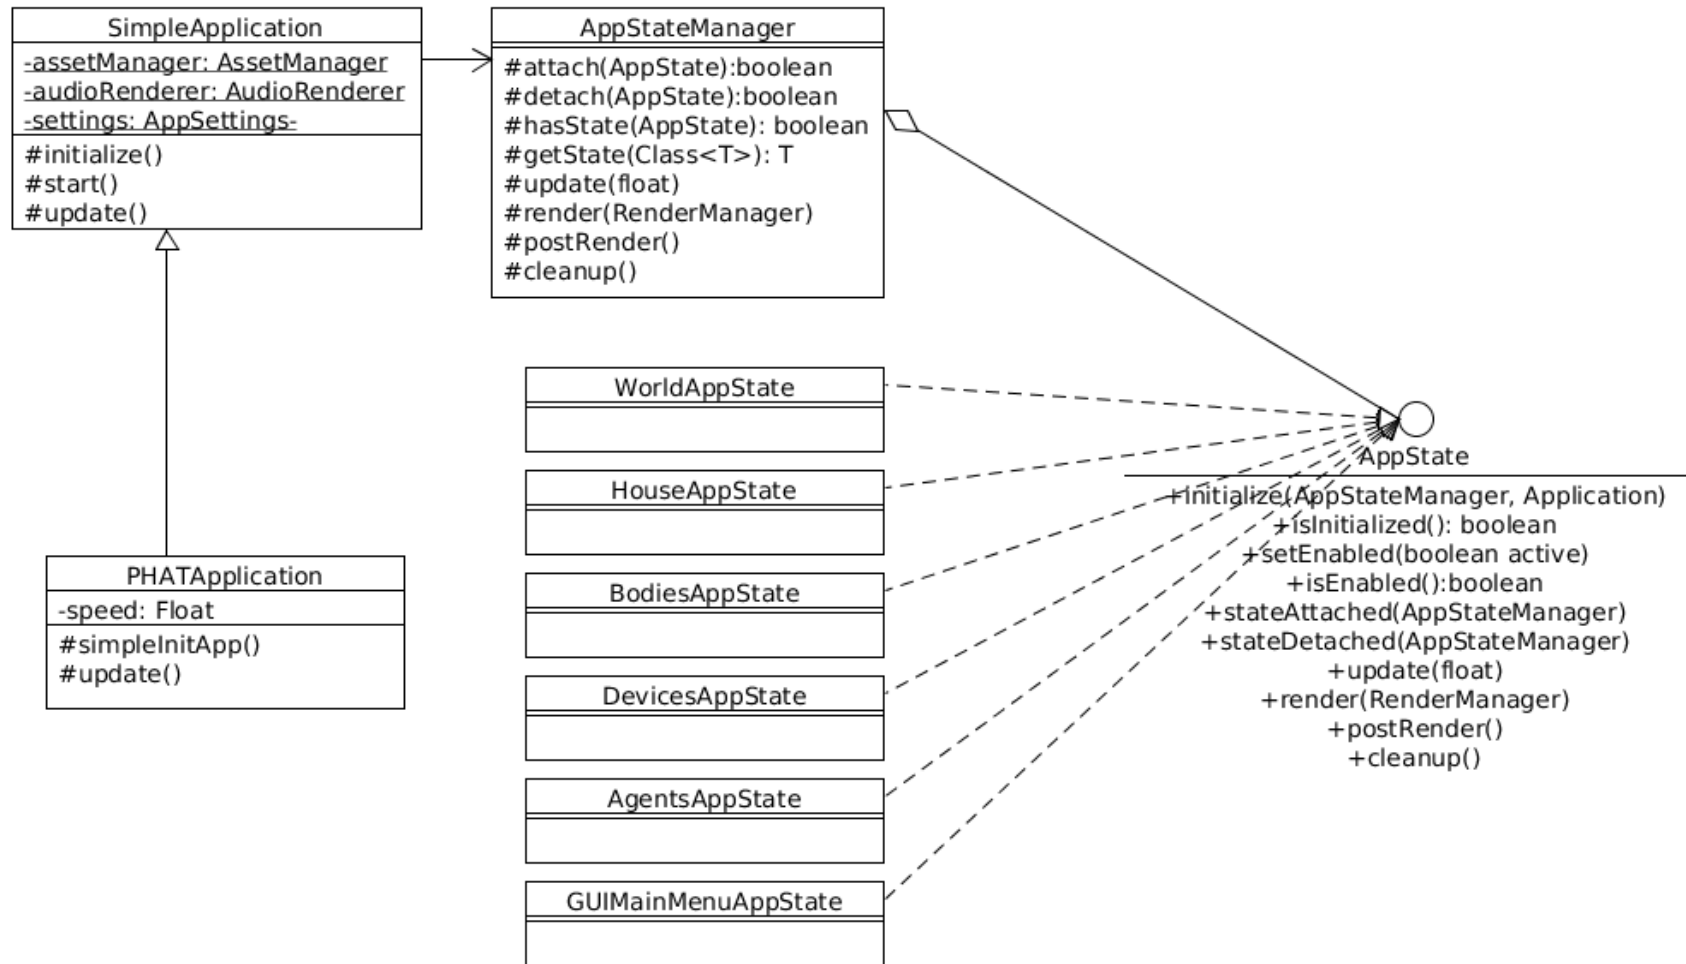 SimpleApplication
-assetManager: AssetManager
-audioRenderer: AudioRenderer
-settings: AppSettings-
#initialize()
#start()
#update()
AppStateManager
#attach(AppState):boolean
#detach(AppState):boolean
#hasState(AppState): boolean
#getState(Class<T>): T
#update(float)
#render(RenderManager)
#postRender()
#cleanup()
PHATApplication
-speed: Float
#simpleInitApp()
#update()
WorldAppState
HouseAppState
BodiesAppState
DevicesAppState
AgentsAppState
GUIMainMenuAppState
AppState
+initialize(AppStateManager, Application)
+isInitialized(): boolean
+setEnabled(boolean active)
+isEnabled():boolean
+stateAttached(AppStateManager)
+stateDetached(AppStateManager)
+update(float)
+render(RenderManager)
+postRender()
+cleanup()